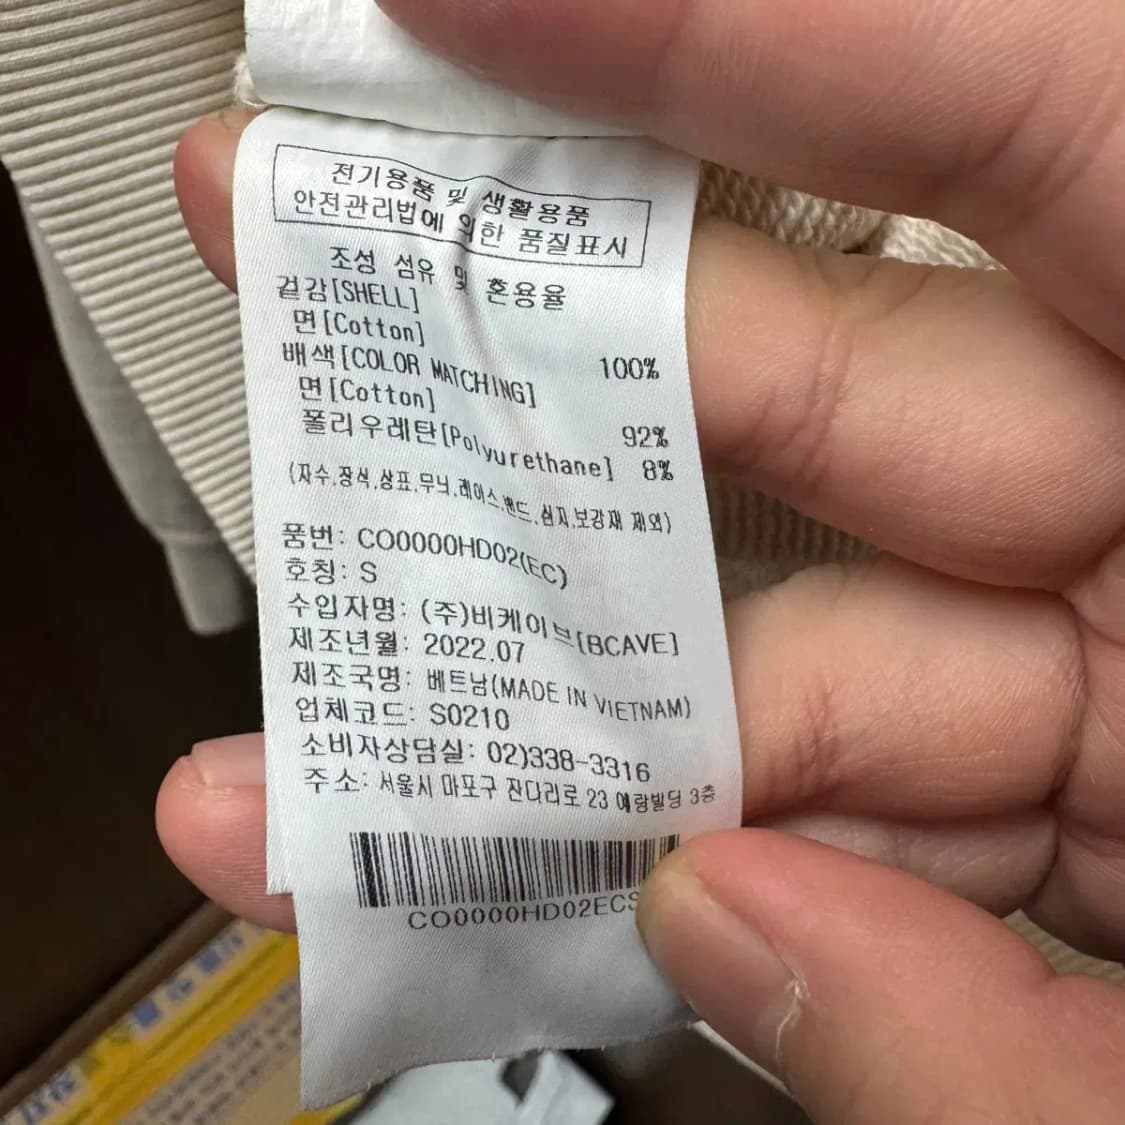 전기용품 및 생활용품
안전관리법에 의한 품질표시
조성 섬유 및 혼용율
겉감[SHELL]
면[Cotton] 100%
배색[COLOR MATCHING]
면[Cotton] 92%
폴리우레탄[Polyurethane] 8%
(자수,장식,상표,무늬,레이스,밴드,심지,보강재 제외)
품번: CO0000HD02(EC)
호칭: S
수입자명: (주)비케이브[BCAVE]
제조년월: 2022.07
제조국명: 베트남(MADE IN VIETNAM)
업체코드: S0210
소비자상담실: 02)338-3316
주소: 서울시 마포구 잔다리로 23 예랑빌딩 3층
CO0000HD02ECS